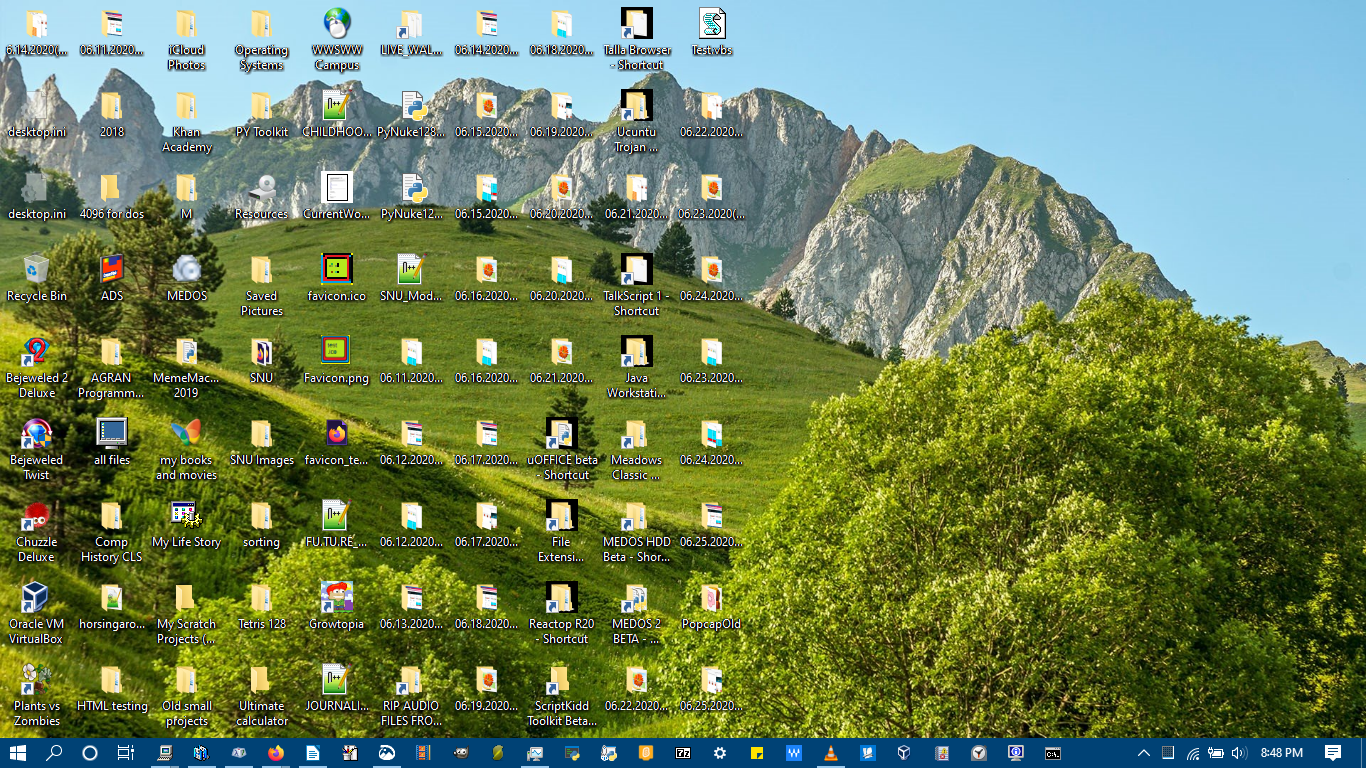 6.14.2020(...
06.11.2020...
iCloud
Photos
Operating
Systems
WWSWW
Campus
LIVE_WAL...
06.14.2020...
06.18.2020...
Talla Browser
- Shortcut
Test.vbs
desktop.ini
2018
Khan
Academy
PY Toolkit
CHILDHOO...
PyNuke128...
06.15.2020...
06.19.2020...
Ucuntu
Trojan ...
06.22.2020...
desktop.ini
4096 for dos
M
Resources
CurrentWo...
PyNuke12...
06.15.2020...
06.20.2020...
06.21.2020...
06.23.2020(...
Recycle Bin
ADS
MEDOS
Saved
Pictures
favicon.ico
SNU_Mod...
06.16.2020...
06.20.2020...
TalkScript 1 -
Shortcut
06.24.2020...
Bejeweled 2
Deluxe
AGRAN
Programm...
MemeMac...
2019
SNU
Favicon.png
06.11.2020...
06.16.2020...
06.21.2020...
Java
Workstati...
06.23.2020...
Bejeweled
Twist
all files
my books
and movies
SNU Images
favicon_te...
06.12.2020...
06.17.2020...
uOFFICE beta
- Shortcut
Meadows
Classic ...
06.24.2020...
Chuzzle
Deluxe
Comp
History CLS
My Life Story
sorting
FU.TU.RE_...
06.12.2020...
06.17.2020...
File
Extensi...
MEDOS HDD
Beta - Shor...
06.25.2020...
Oracle VM
VirtualBox
horsingaro...
My Scratch
Projects (...
Tetris 128
Growtopia
06.13.2020...
06.18.2020...
Reactop R20
- Shortcut
MEDOS 2
BETA - ...
PopcapOld
Plants vs
Zombies
HTML testing
Old small
projects
Ultimate
calculator
JOURNALI...
RIP AUDIO
FILES FRO...
06.19.2020...
ScriptKidd
Toolkit Beta...
06.22.2020...
06.25.2020...
8:48 PM